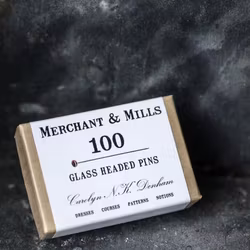 MERCHANT & MILLS
100
GLASS HEADED PINS
Carolyn N.K. Denham
DRESSES COURSES PATTERNS NOTIONS